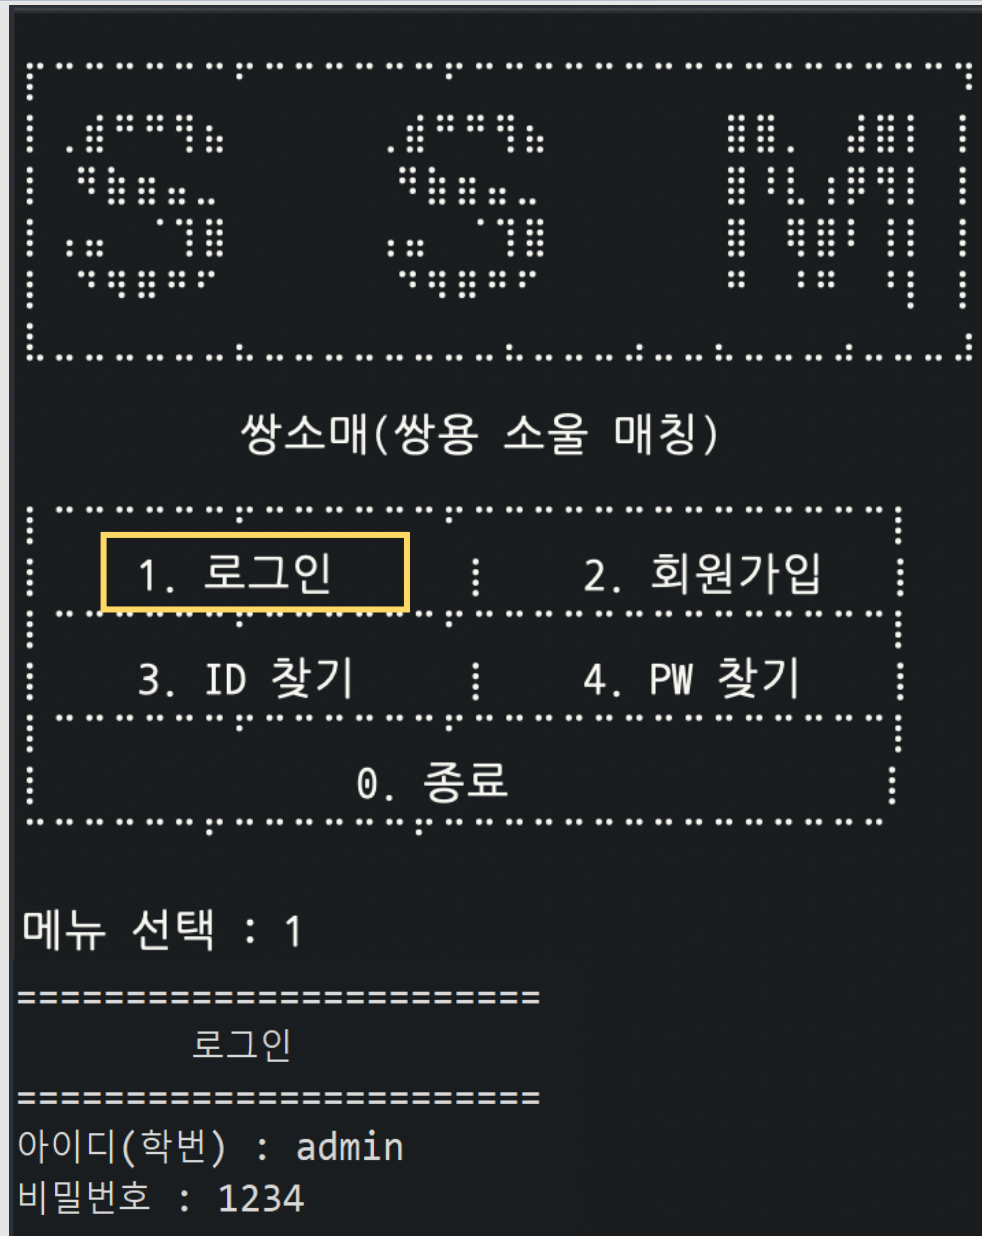 S S M
쌍소매(쌍용 소울 매칭)
1. 로그인 2. 회원가입
3. ID 찾기 4. PW 찾기
0. 종료
메뉴 선택 : 1
========================
로그인
========================
아이디(학번) : admin
비밀번호 : 1234